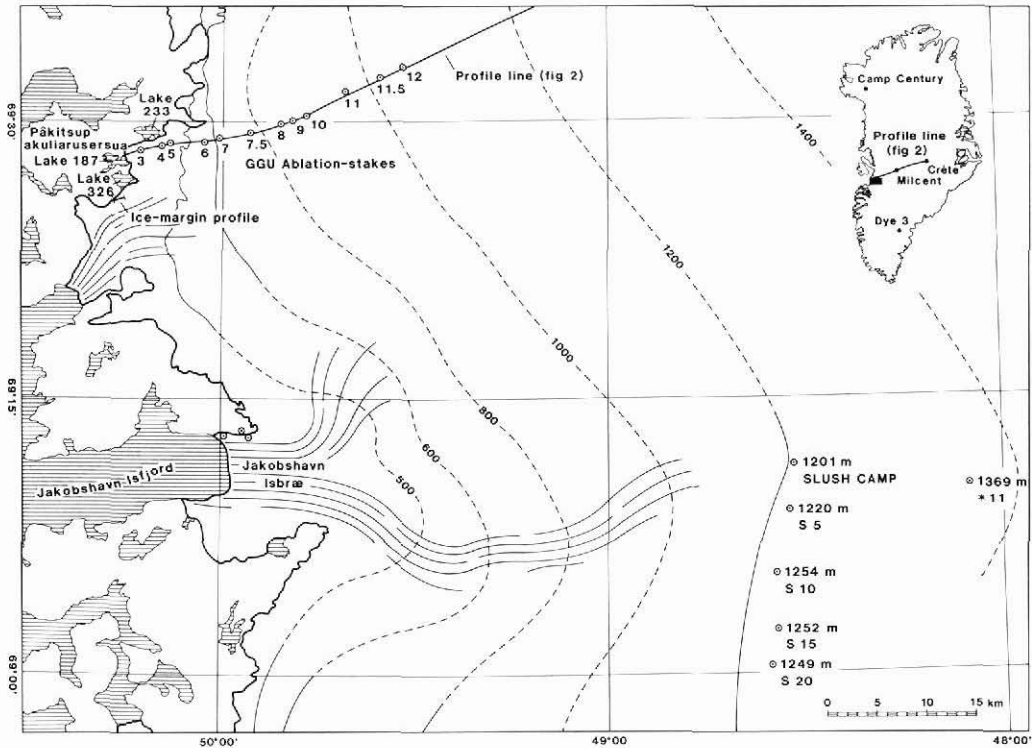 12
11.5
11
Profile line (fig 2)
1400
Camp Century
Profile line
(fig 2)
Crête
Milcent
Dye 3
Lake
233
69°30'
Pâkitsup
akuliarusersua
Lake 187
3
4
5
6
7
7.5
8
9
10
GGU Ablation-stakes
Lake
326
Ice-margin profile
1200
1000
800
600
500
69°15'
Jakobshavn Isfjord
Jakobshavn
Isbræ
1201 m
SLUSH CAMP
1369 m
* 11
1220 m
S 5
1254 m
S 10
1252 m
S 15
1249 m
S 20
69°00'
0 5 10 15 km
50°00'
49°00'
48°00'